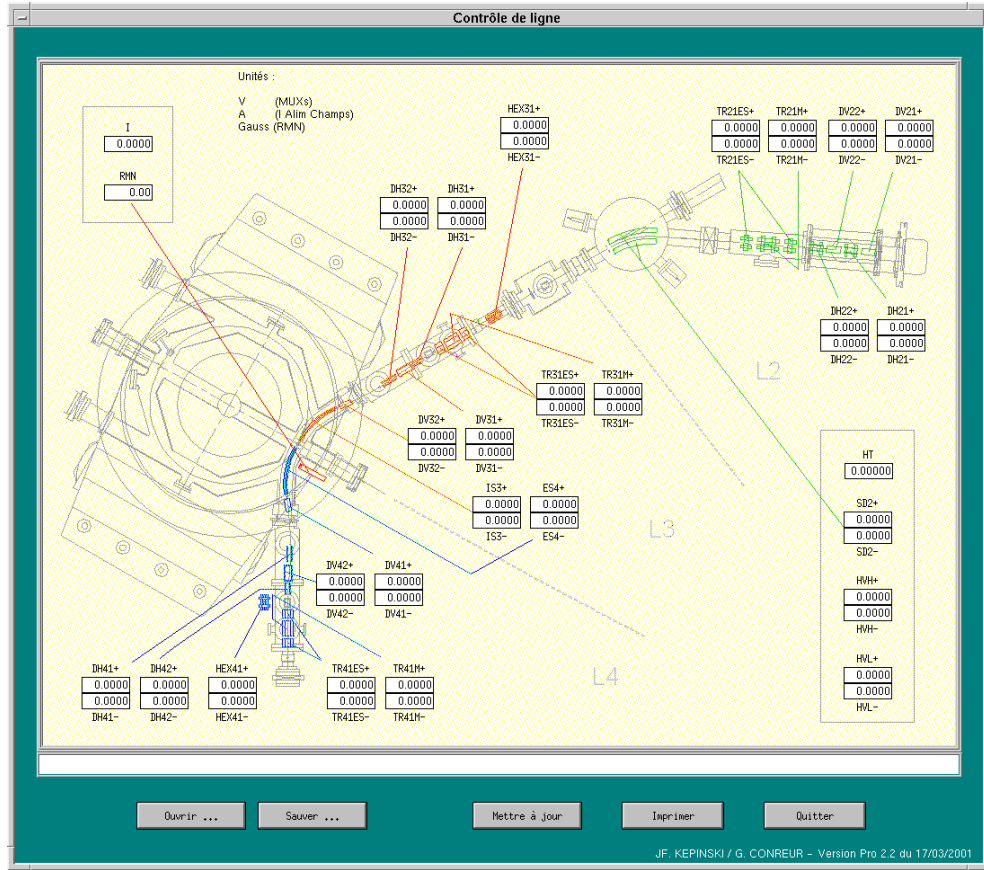 Contrôle de ligne
Unités :
V (MUXs)
A (I Alim Champs)
Gauss (RMN)
I
0.0000
RMN
0.00
HEX31+
0.0000
0.0000
HEX31-
TR21ES+ TR21M+ DV22+ DV21+
0.0000 0.0000 0.0000 0.0000
0.0000 0.0000 0.0000 0.0000
TR21ES- TR21M- DV22- DV21-
DH32+ DH31+
0.0000 0.0000
0.0000 0.0000
DH32- DH31-
DH22+ DH21+
0.0000 0.0000
0.0000 0.0000
DH22- DH21-
L2
TR31ES+ TR31M+
0.0000 0.0000
0.0000 0.0000
TR31ES- TR31M-
DV32+ DV31+
0.0000 0.0000
0.0000 0.0000
DV32- DV31-
HT
0.00000
IS3+ ES4+
0.0000 0.0000
0.0000 0.0000
IS3- ES4-
SD2+
0.0000
0.0000
SD2-
L3
DV42+ DV41+
0.0000 0.0000
0.0000 0.0000
DV42- DV41-
HVH+
0.0000
0.0000
HVH-
L4
HVL+
0.0000
0.0000
HVL-
DH41+ DH42+ HEX41+ TR41ES+ TR41M+
0.0000 0.0000 0.0000 0.0000 0.0000
0.0000 0.0000 0.0000 0.0000 0.0000
DH41- DH42- HEX41- TR41ES- TR41M-
Ouvrir ... Sauver ... Mettre à jour Imprimer Quitter
JF. KEPINSKI / G. CONREUR - Version Pro 2.2 du 17/03/2001